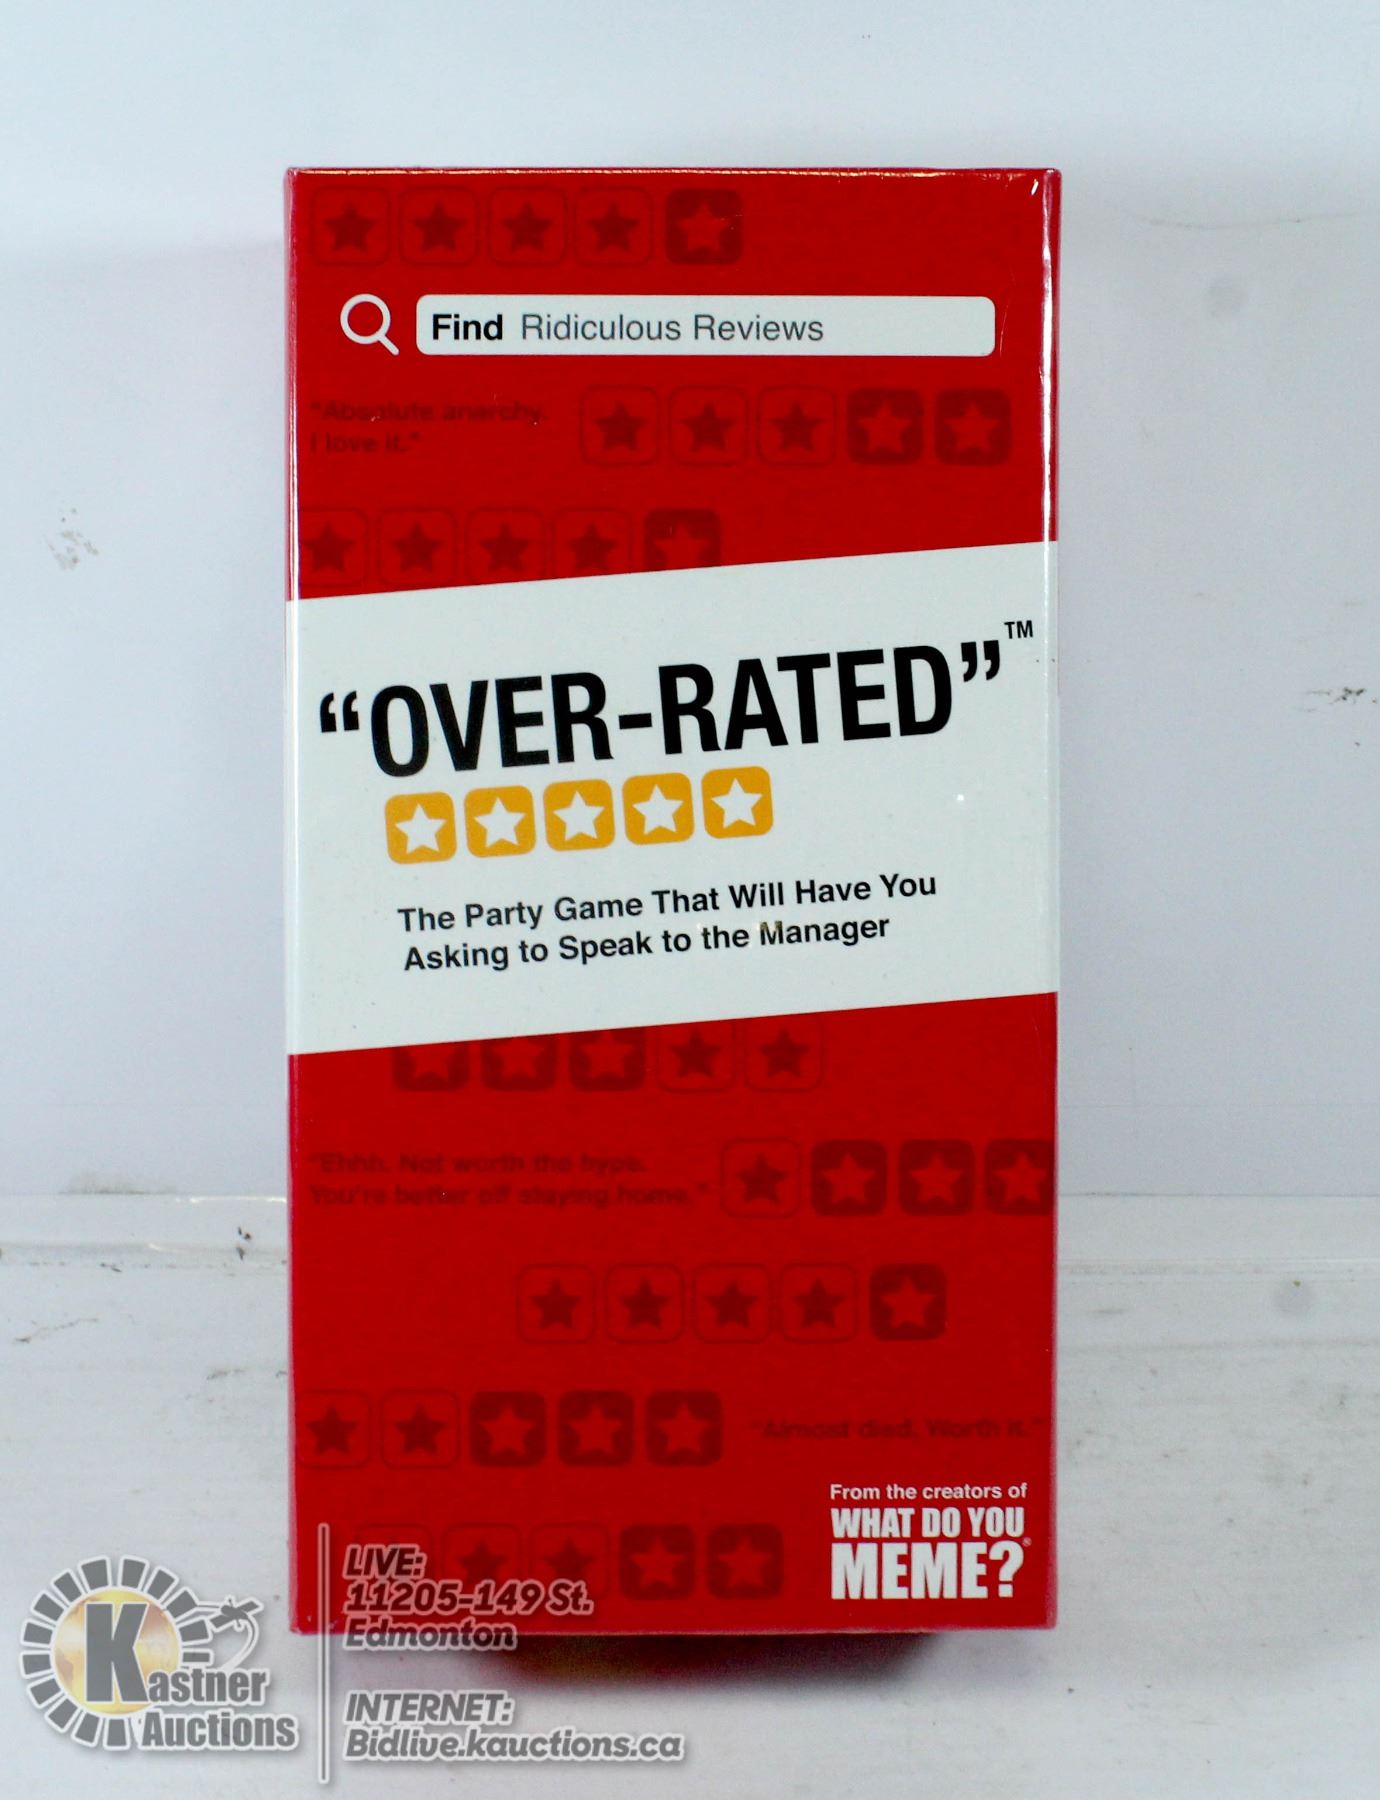 Find Ridiculous Reviews
"Absolute anarchy.
I love it."
“OVER-RATED”™
The Party Game That Will Have You
Asking to Speak to the Manager
"Ehhh. Not worth the hype.
You're better off staying home."
"Almost died. Worth it."
From the creators of
WHAT DO YOU
MEME?®
Kastner
Auctions
LIVE:
11205-149 St.
Edmonton
INTERNET:
Bidlive.kauctions.ca